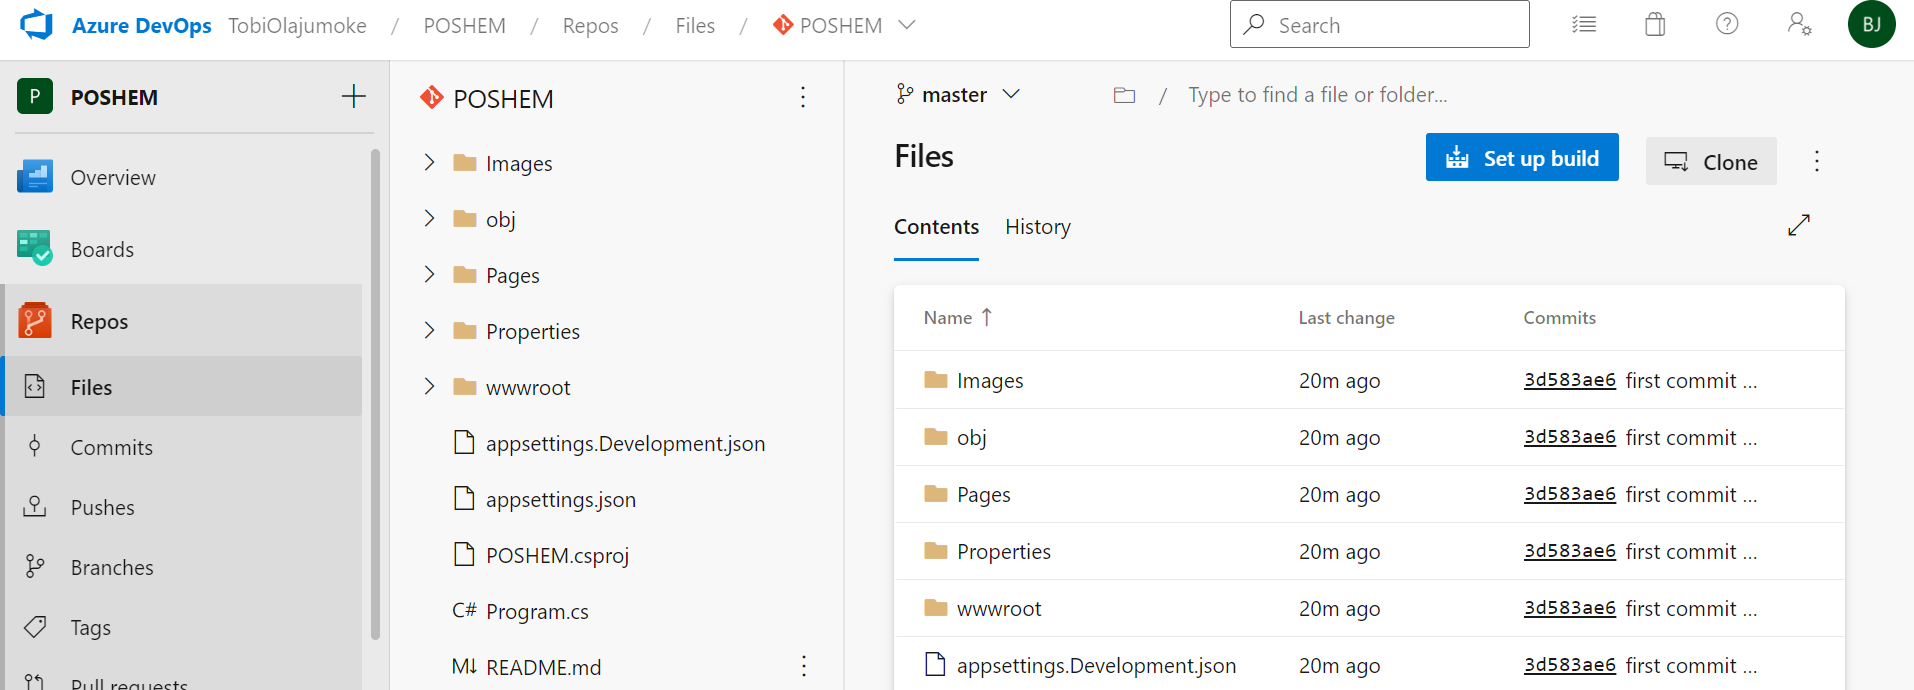 Azure DevOps TobiOlajumoke / POSHEM / Repos / Files / POSHEM
Search
BJ
P POSHEM
Overview
Boards
Repos
Files
Commits
Pushes
Branches
Tags
Pull requests
POSHEM
Images
obj
Pages
Properties
wwwroot
appsettings.Development.json
appsettings.json
POSHEM.csproj
C# Program.cs
M↓ README.md
master
/ Type to find a file or folder...
Files
Set up build
Clone
Contents History
Name ↑ Last change Commits
Images 20m ago 3d583ae6 first commit ...
obj 20m ago 3d583ae6 first commit ...
Pages 20m ago 3d583ae6 first commit ...
Properties 20m ago 3d583ae6 first commit ...
wwwroot 20m ago 3d583ae6 first commit ...
appsettings.Development.json 20m ago 3d583ae6 first commit ...